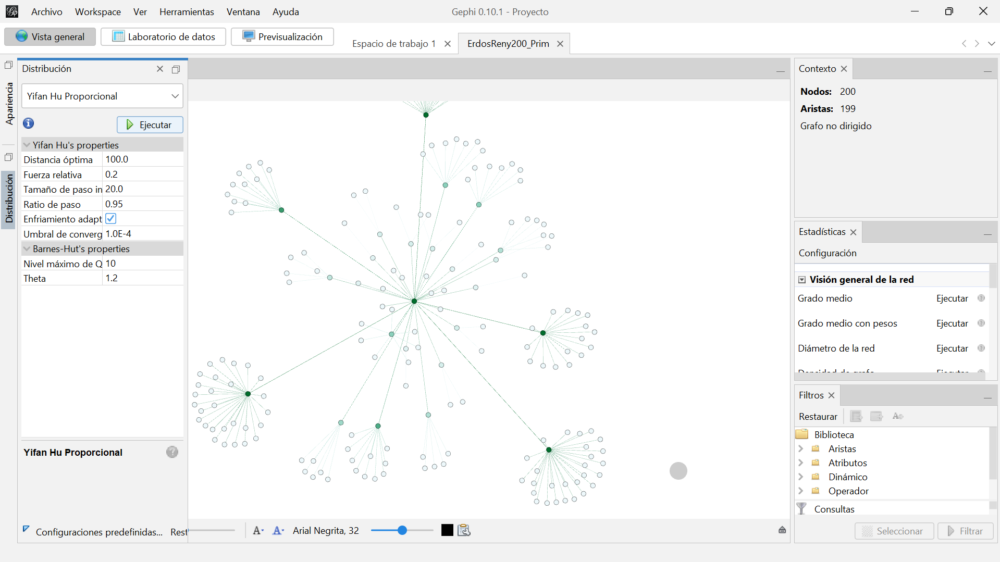 Archivo Workspace Ver Herramientas Ventana Ayuda
Gephi 0.10.1 - Proyecto
Vista general
Laboratorio de datos
Previsualización
Espacio de trabajo 1
ErdosReny200_Prim
Apariencia
Distribución
Distribución
Yifan Hu Proporcional
Ejecutar
Yifan Hu's properties
Distancia óptima 100.0
Fuerza relativa 0.2
Tamaño de paso in 20.0
Ratio de paso 0.95
Enfriamiento adapt
Umbral de converg 1.0E-4
Barnes-Hut's properties
Nivel máximo de Q 10
Theta 1.2
Yifan Hu Proporcional
Configuraciones predefinidas... Rest
Arial Negrita, 32
Contexto
Nodos: 200
Aristas: 199
Grafo no dirigido
Estadísticas
Configuración
Visión general de la red
Grado medio Ejecutar
Grado medio con pesos Ejecutar
Diámetro de la red Ejecutar
Densidad de grafo Ejecutar
Filtros
Restaurar
Biblioteca
Aristas
Atributos
Dinámico
Operador
Consultas
Seleccionar
Filtrar